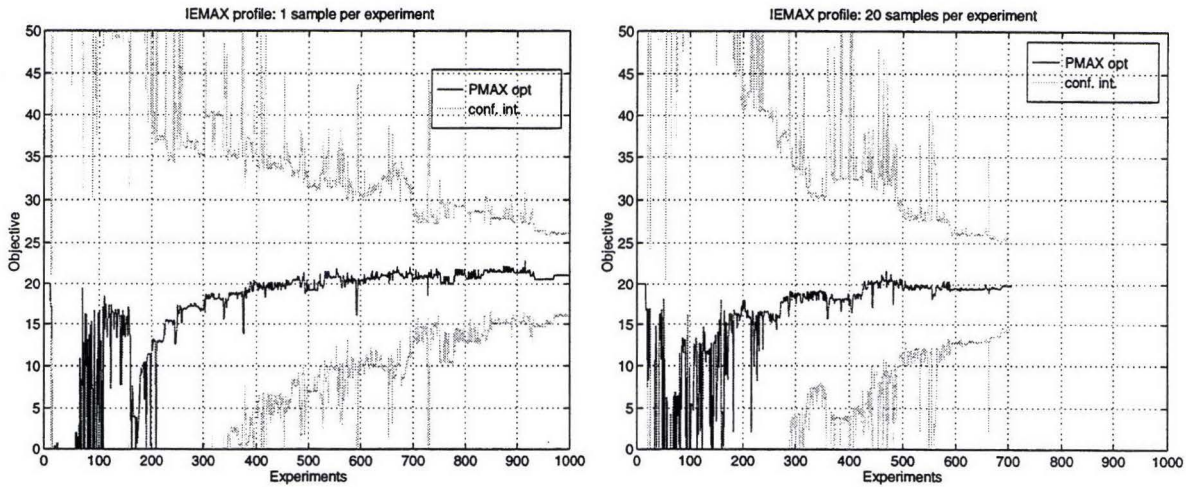 IEMAX profile: 1 sample per experiment
50
45
40
35
30
25
20
15
10
5
0
Objective
PMAX opt
conf. int.
0 100 200 300 400 500 600 700 800 900 1000
Experiments
IEMAX profile: 20 samples per experiment
50
45
40
35
30
25
20
15
10
5
0
Objective
PMAX opt
conf. int.
0 100 200 300 400 500 600 700 800 900 1000
Experiments